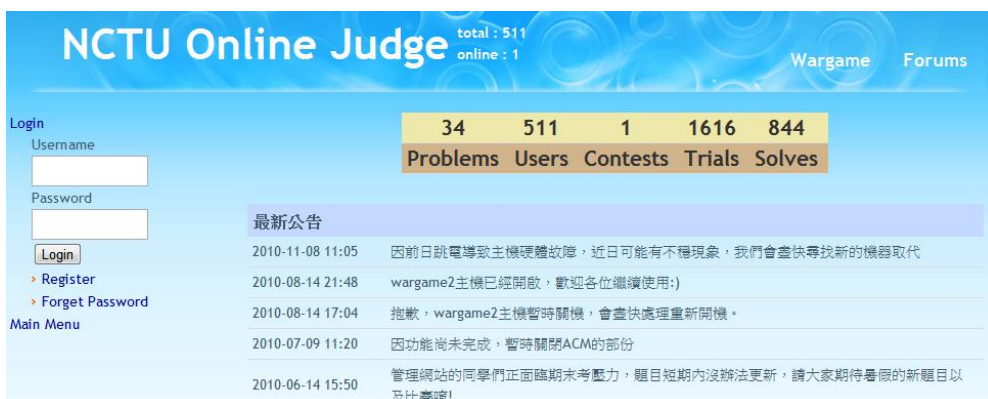 NCTU Online Judge
total : 511
online : 1
Wargame Forums
Login
Username
Password
Login
Register
Forget Password
Main Menu
34 511 1 1616 844
Problems Users Contests Trials Solves
最新公告
2010-11-08 11:05 因前日跳電導致主機硬體故障，近日可能有不穩現象，我們會盡快尋找新的機器取代
2010-08-14 21:48 wargame2主機已經開啟，歡迎各位繼續使用:)
2010-08-14 17:04 抱歉，wargame2主機暫時關機，會盡快處理重新開機。
2010-07-09 11:20 因功能尚未完成，暫時關閉ACM的部份
2010-06-14 15:50 管理網站的同學們正面臨期末考壓力，題目短期內沒辦法更新，請大家期待暑假的新題目以
及比賽唷!